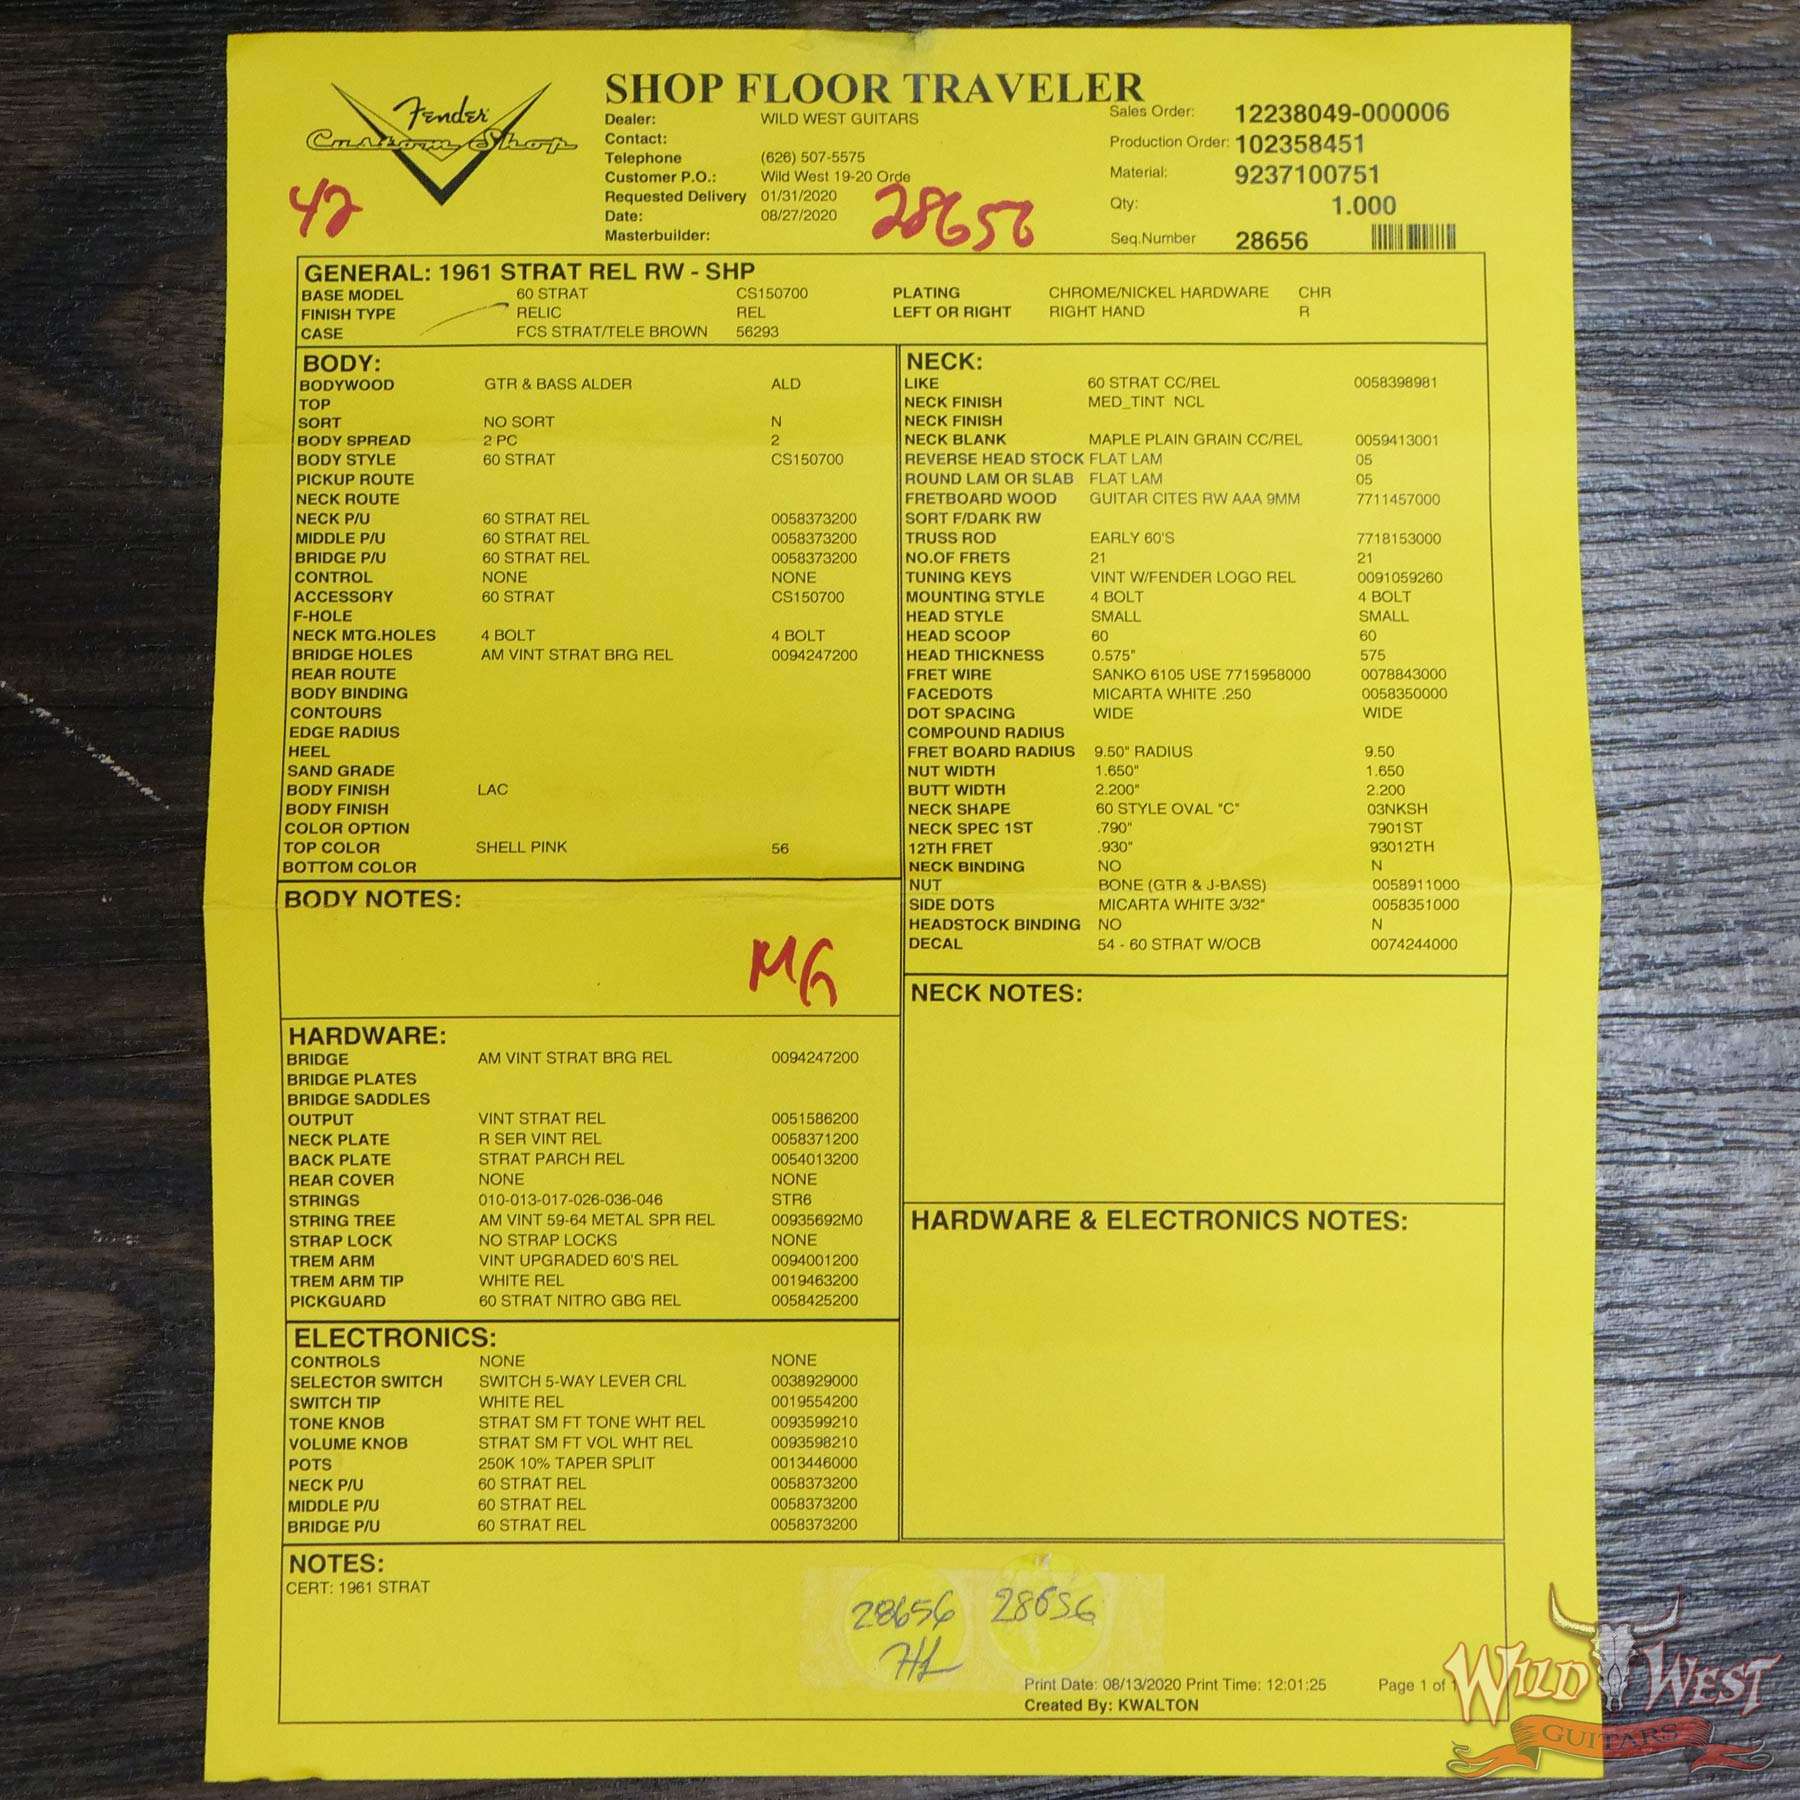 Fender
Custom Shop
SHOP FLOOR TRAVELER
Dealer: WILD WEST GUITARS
Contact:
Telephone (626) 507-5575
Customer P.O.: Wild West 19-20 Orde
Requested Delivery 01/31/2020
Date: 08/27/2020
Masterbuilder:
Sales Order: 12238049-000006
Production Order: 102358451
Material: 9237100751
Qty: 1.000
Seq.Number 28656
42
28656
GENERAL: 1961 STRAT REL RW - SHP
BASE MODEL 60 STRAT CS150700 PLATING CHROME/NICKEL HARDWARE CHR
FINISH TYPE RELIC REL LEFT OR RIGHT RIGHT HAND R
CASE FCS STRAT/TELE BROWN 56293
BODY:
BODYWOOD GTR & BASS ALDER ALD
TOP
SORT NO SORT N
BODY SPREAD 2 PC 2
BODY STYLE 60 STRAT CS150700
PICKUP ROUTE
NECK ROUTE
NECK P/U 60 STRAT REL 0058373200
MIDDLE P/U 60 STRAT REL 0058373200
BRIDGE P/U 60 STRAT REL 0058373200
CONTROL NONE NONE
ACCESSORY 60 STRAT CS150700
F-HOLE
NECK MTG.HOLES 4 BOLT 4 BOLT
BRIDGE HOLES AM VINT STRAT BRG REL 0094247200
REAR ROUTE
BODY BINDING
CONTOURS
EDGE RADIUS
HEEL
SAND GRADE
BODY FINISH LAC
BODY FINISH
COLOR OPTION
TOP COLOR SHELL PINK 56
BOTTOM COLOR
BODY NOTES:
MG
HARDWARE:
BRIDGE AM VINT STRAT BRG REL 0094247200
BRIDGE PLATES
BRIDGE SADDLES
OUTPUT VINT STRAT REL 0051586200
NECK PLATE R SER VINT REL 0058371200
BACK PLATE STRAT PARCH REL 0054013200
REAR COVER NONE NONE
STRINGS 010-013-017-026-036-046 STR6
STRING TREE AM VINT 59-64 METAL SPR REL 00935692M0
STRAP LOCK NO STRAP LOCKS NONE
TREM ARM VINT UPGRADED 60'S REL 0094001200
TREM ARM TIP WHITE REL 0019463200
PICKGUARD 60 STRAT NITRO GBG REL 0058425200
ELECTRONICS:
CONTROLS NONE NONE
SELECTOR SWITCH SWITCH 5-WAY LEVER CRL 0038929000
SWITCH TIP WHITE REL 0019554200
TONE KNOB STRAT SM FT TONE WHT REL 0093599210
VOLUME KNOB STRAT SM FT VOL WHT REL 0093598210
POTS 250K 10% TAPER SPLIT 0013446000
NECK P/U 60 STRAT REL 0058373200
MIDDLE P/U 60 STRAT REL 0058373200
BRIDGE P/U 60 STRAT REL 0058373200
NECK:
LIKE 60 STRAT CC/REL 0058398981
NECK FINISH MED_TINT NCL
NECK FINISH
NECK BLANK MAPLE PLAIN GRAIN CC/REL 0059413001
REVERSE HEAD STOCK FLAT LAM 05
ROUND LAM OR SLAB FLAT LAM 05
FRETBOARD WOOD GUITAR CITES RW AAA 9MM 7711457000
SORT F/DARK RW
TRUSS ROD EARLY 60'S 7718153000
NO.OF FRETS 21 21
TUNING KEYS VINT W/FENDER LOGO REL 0091059260
MOUNTING STYLE 4 BOLT 4 BOLT
HEAD STYLE SMALL SMALL
HEAD SCOOP 60 60
HEAD THICKNESS 0.575" 575
FRET WIRE SANKO 6105 USE 7715958000 0078843000
FACEDOTS MICARTA WHITE .250 0058350000
DOT SPACING WIDE WIDE
COMPOUND RADIUS
FRET BOARD RADIUS 9.50" RADIUS 9.50
NUT WIDTH 1.650" 1.650
BUTT WIDTH 2.200" 2.200
NECK SHAPE 60 STYLE OVAL "C" 03NKSH
NECK SPEC 1ST .790" 7901ST
12TH FRET .930" 93012TH
NECK BINDING NO N
NUT BONE (GTR & J-BASS) 0058911000
SIDE DOTS MICARTA WHITE 3/32" 0058351000
HEADSTOCK BINDING NO N
DECAL 54 - 60 STRAT W/OCB 0074244000
NECK NOTES:
HARDWARE & ELECTRONICS NOTES:
NOTES:
CERT: 1961 STRAT
28656 28656
HL
Print Date: 08/13/2020 Print Time: 12:01:25 Page 1 of 1
Created By: KWALTON
WILD WEST
GUITARS